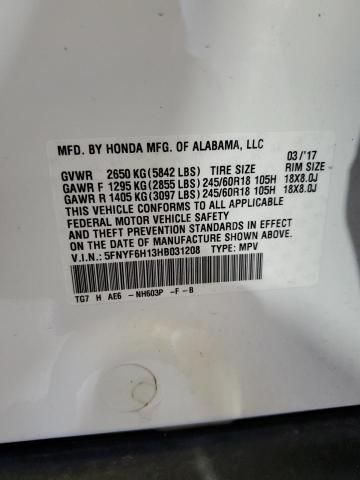 MFD. BY HONDA MFG. OF ALABAMA, LLC
03/'17
GVWR 2650 KG (5842 LBS) TIRE SIZE RIM SIZE
GAWR F 1295 KG (2855 LBS) 245/60R18 105H 18X8.0J
GAWR R 1405 KG (3097 LBS) 245/60R18 105H 18X8.0J
THIS VEHICLE CONFORMS TO ALL APPLICABLE
FEDERAL MOTOR VEHICLE SAFETY
STANDARDS IN EFFECT ON THE DATE OF
MANUFACTURE SHOWN ABOVE.
V.I.N.: 5FNYF6H13HB031208 TYPE: MPV
TG7 H AE6 -NH603P -F -B